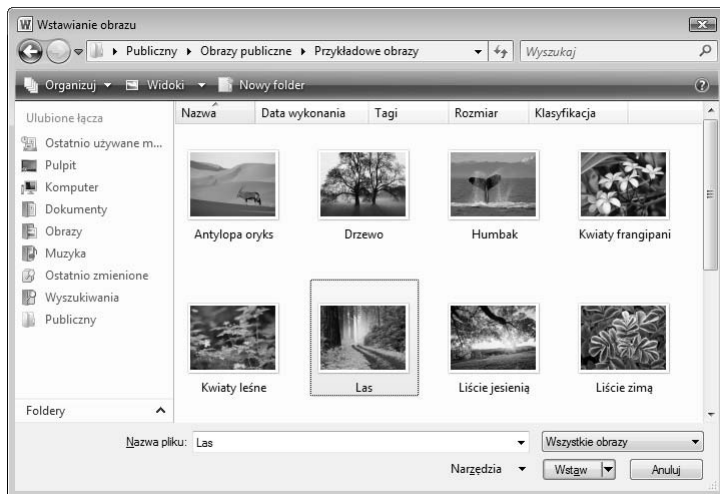 Wstawianie obrazu
Publiczny Obrazy publiczne Przykładowe obrazy Wyszukaj
Organizuj Widoki Nowy folder
Ulubione łącza
Ostatnio używane m...
Pulpit
Komputer
Dokumenty
Obrazy
Muzyka
Ostatnio zmienione
Wyszukiwania
Publiczny
Foldery
Nazwa Data wykonania Tagi Rozmiar Klasyfikacja
Antylopa oryks Drzewo Humbak Kwiaty frangipani
Kwiaty leśne Las Liście jesienią Liście zimą
Nazwa pliku: Las Wszystkie obrazy
Narzędzia Wstaw Anuluj